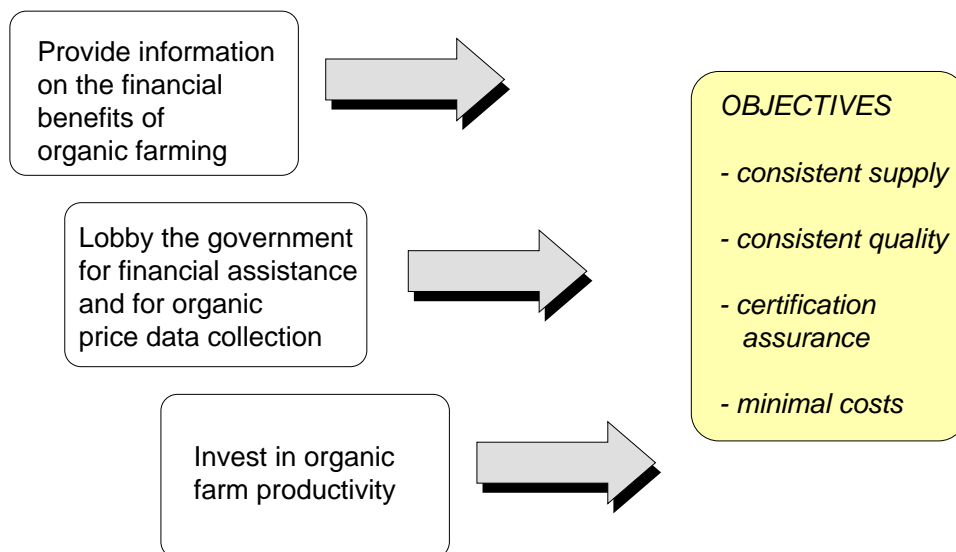 Provide information
on the financial
benefits of
organic farming
Lobby the government
for financial assistance
and for organic
price data collection
Invest in organic
farm productivity
OBJECTIVES
- consistent supply
- consistent quality
- certification
assurance
- minimal costs